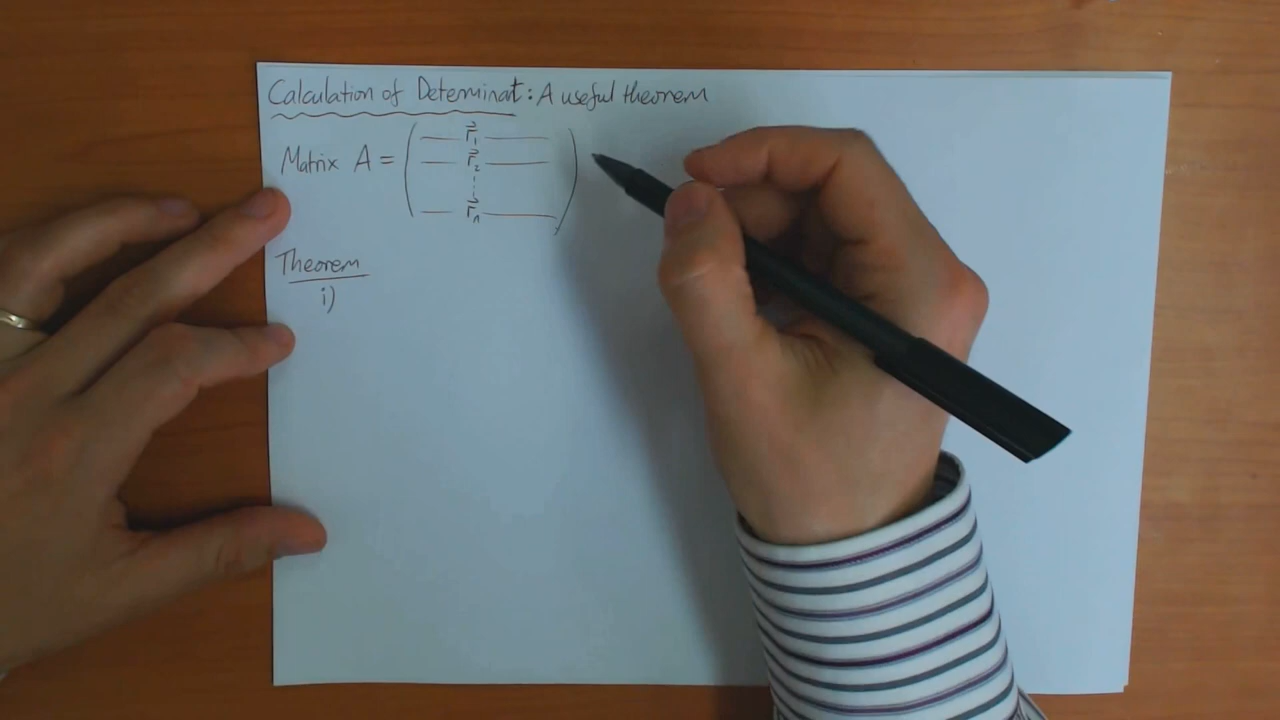 Calculation of Determinat: A useful theorem
r⃗₁
Matrix A = r⃗₂
r⃗ₙ
Theorem
i)